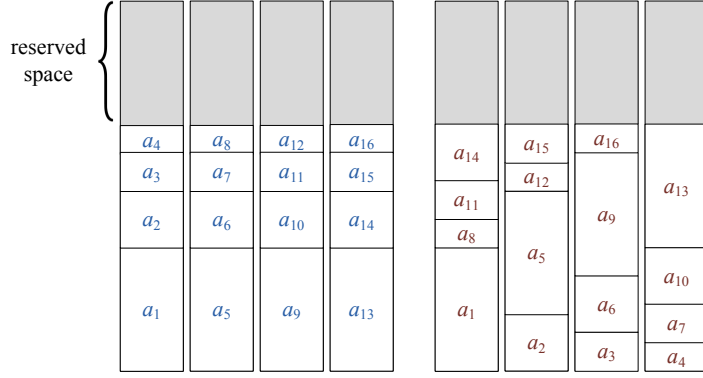 reserved
space
a4 a8 a12 a16
a3 a7 a11 a15
a2 a6 a10 a14
a1 a5 a9 a13
a14 a15 a16 a13
a11 a12 a9
a8 a5 a10
a1 a2 a6 a7
a3 a4